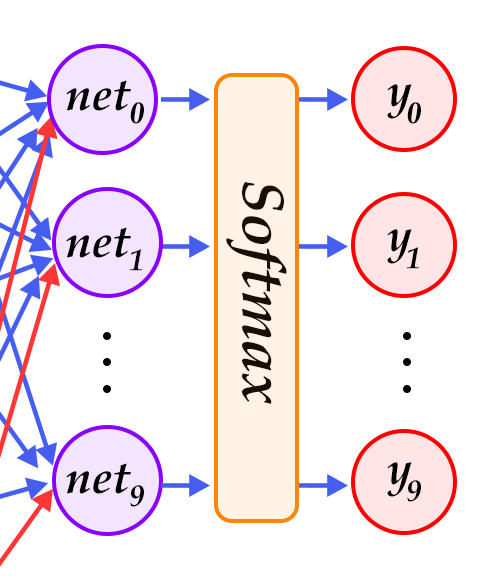 net₀
y₀
Softmax
net₁
y₁
net₉
y₉